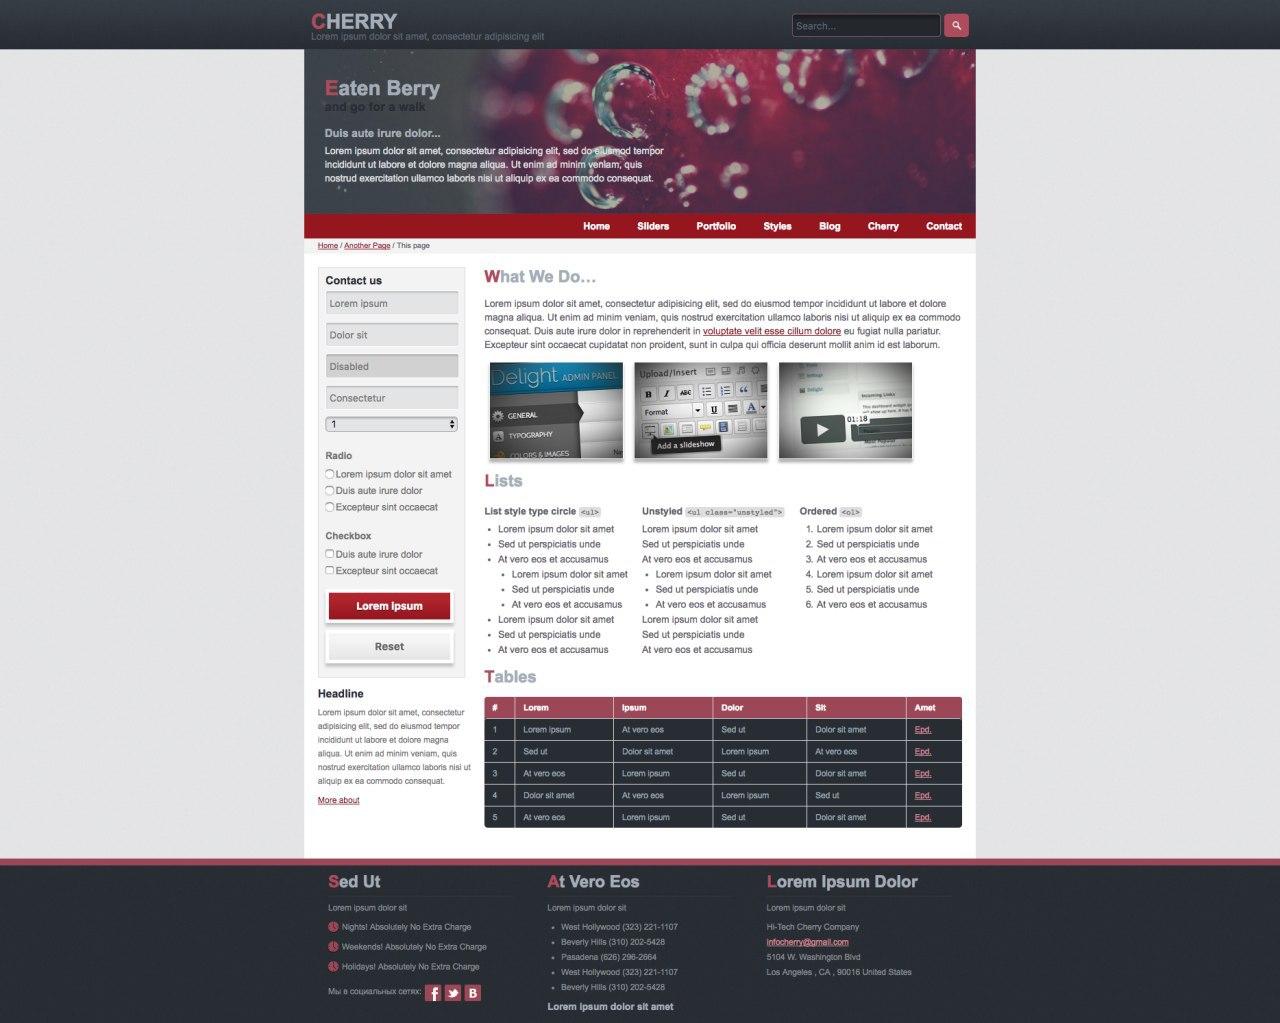 CHERRY
Lorem ipsum dolor sit amet, consectetur adipisicing elit
Search...
Eaten Berry
and go for a walk
Duis aute irure dolor...
Lorem ipsum dolor sit amet, consectetur adipisicing elit, sed do eiusmod tempor
incididunt ut labore et dolore magna aliqua. Ut enim ad minim veniam, quis
nostrud exercitation ullamco laboris nisi ut aliquip ex ea commodo consequat.
Home Sliders Portfolio Styles Blog Cherry Contact
Home / Another Page / This page
Contact us
Lorem ipsum
Dolor sit
Disabled
Consectetur
1
Radio
Lorem ipsum dolor sit amet
Duis aute irure dolor
Excepteur sint occaecat
Checkbox
Duis aute irure dolor
Excepteur sint occaecat
Lorem ipsum
Reset
Headline
Lorem ipsum dolor sit amet, consectetur
adipisicing elit, sed do eiusmod tempor
incididunt ut labore et dolore magna
aliqua. Ut enim ad minim veniam, quis
nostrud exercitation ullamco laboris nisi ut
aliquip ex ea commodo consequat.
More about
What We Do...
Lorem ipsum dolor sit amet, consectetur adipisicing elit, sed do eiusmod tempor incididunt ut labore et dolore
magna aliqua. Ut enim ad minim veniam, quis nostrud exercitation ullamco laboris nisi ut aliquip ex ea commodo
consequat. Duis aute irure dolor in reprehenderit in voluptate velit esse cillum dolore eu fugiat nulla pariatur.
Excepteur sint occaecat cupidatat non proident, sunt in culpa qui officia deserunt mollit anim id est laborum.
Delight ADMIN PANEL
GENERAL
TYPOGRAPHY
COLORS & IMAGES
Upload/Insert
B I ABC
Format U A
Add a slideshow
Settings
Delight
Incoming Links
01:18
Lists
List style type circle <ul>
Lorem ipsum dolor sit amet
Sed ut perspiciatis unde
At vero eos et accusamus
Lorem ipsum dolor sit amet
Sed ut perspiciatis unde
At vero eos et accusamus
Lorem ipsum dolor sit amet
Sed ut perspiciatis unde
At vero eos et accusamus
Unstyled <ul class="unstyled">
Lorem ipsum dolor sit amet
Sed ut perspiciatis unde
At vero eos et accusamus
Lorem ipsum dolor sit amet
Sed ut perspiciatis unde
At vero eos et accusamus
Lorem ipsum dolor sit amet
Sed ut perspiciatis unde
At vero eos et accusamus
Ordered <ol>
1. Lorem ipsum dolor sit amet
2. Sed ut perspiciatis unde
3. At vero eos et accusamus
4. Lorem ipsum dolor sit amet
5. Sed ut perspiciatis unde
6. At vero eos et accusamus
Tables
# Lorem Ipsum Dolor Sit Amet
1 Lorem ipsum At vero eos Sed ut Dolor sit amet Epd.
2 Sed ut Dolor sit amet Lorem ipsum At vero eos Epd.
3 At vero eos Lorem ipsum Sed ut Dolor sit amet Epd.
4 Dolor sit amet At vero eos Lorem ipsum Sed ut Epd.
5 At vero eos Lorem ipsum Sed ut Dolor sit amet Epd.
Sed Ut
Lorem ipsum dolor sit
Nights! Absolutely No Extra Charge
Weekends! Absolutely No Extra Charge
Holidays! Absolutely No Extra Charge
Мы в социальных сетях:
At Vero Eos
Lorem ipsum dolor sit
West Hollywood (323) 221-1107
Beverly Hills (310) 202-5428
Pasadena (626) 296-2664
West Hollywood (323) 221-1107
Beverly Hills (310) 202-5428
Lorem ipsum dolor sit amet
Lorem Ipsum Dolor
Lorem ipsum dolor sit
Hi-Tech Cherry Company
infocherry@gmail.com
5104 W. Washington Blvd
Los Angeles , CA , 90016 United States